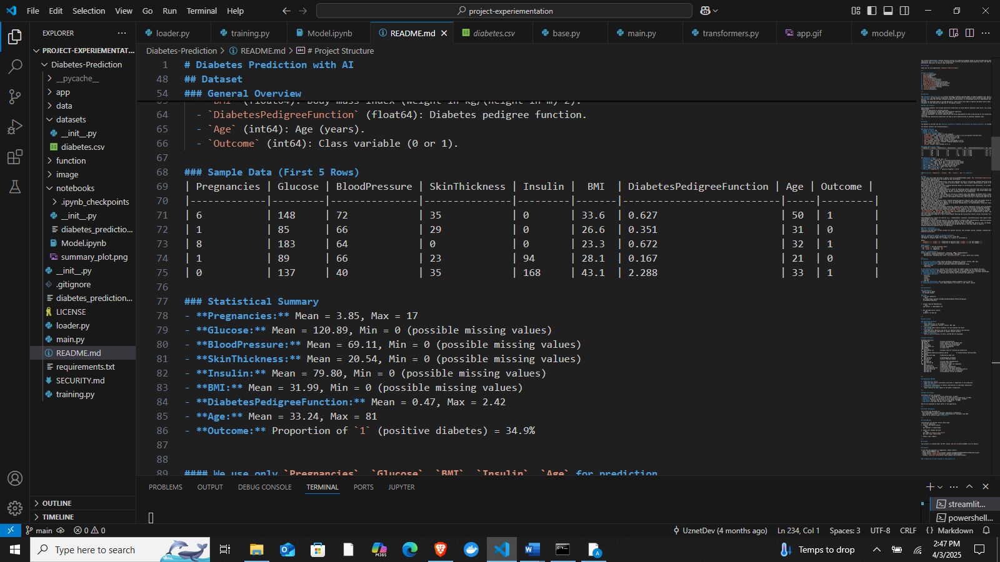 File Edit Selection View Go Run Terminal Help
project-experiementation
EXPLORER
PROJECT-EXPERIEMENTAT...
Diabetes-Prediction
__pycache__
app
data
datasets
__init__.py
diabetes.csv
function
image
notebooks
.ipynb_checkpoints
__init__.py
diabetes_predictio...
Model.ipynb
summary_plot.png
__init__.py
.gitignore
diabetes_prediction...
LICENSE
loader.py
main.py
README.md
requirements.txt
SECURITY.md
training.py
OUTLINE
TIMELINE
loader.py training.py Model.ipynb README.md diabetes.csv base.py main.py transformers.py app.gif model.py
Diabetes-Prediction > README.md > # Project Structure
1 # Diabetes Prediction with AI
48 ## Dataset
54 ### General Overview
63 - `BMI` (float64): Body mass index (weight in kg/(height in m)^2).
64 - `DiabetesPedigreeFunction` (float64): Diabetes pedigree function.
65 - `Age` (int64): Age (years).
66 - `Outcome` (int64): Class variable (0 or 1).
67
68 ### Sample Data (First 5 Rows)
69 | Pregnancies | Glucose | BloodPressure | SkinThickness | Insulin | BMI | DiabetesPedigreeFunction | Age | Outcome |
70 |-------------|---------|---------------|---------------|---------|-------|--------------------------|-----|---------|
71 | 6 | 148 | 72 | 35 | 0 | 33.6 | 0.627 | 50 | 1 |
72 | 1 | 85 | 66 | 29 | 0 | 26.6 | 0.351 | 31 | 0 |
73 | 8 | 183 | 64 | 0 | 0 | 23.3 | 0.672 | 32 | 1 |
74 | 1 | 89 | 66 | 23 | 94 | 28.1 | 0.167 | 21 | 0 |
75 | 0 | 137 | 40 | 35 | 168 | 43.1 | 2.288 | 33 | 1 |
76
77 ### Statistical Summary
78 - **Pregnancies:** Mean = 3.85, Max = 17
79 - **Glucose:** Mean = 120.89, Min = 0 (possible missing values)
80 - **BloodPressure:** Mean = 69.11, Min = 0 (possible missing values)
81 - **SkinThickness:** Mean = 20.54, Min = 0 (possible missing values)
82 - **Insulin:** Mean = 79.80, Min = 0 (possible missing values)
83 - **BMI:** Mean = 31.99, Min = 0 (possible missing values)
84 - **DiabetesPedigreeFunction:** Mean = 0.47, Max = 2.42
85 - **Age:** Mean = 33.24, Max = 81
86 - **Outcome:** Proportion of `1` (positive diabetes) = 34.9%
87
88
89 #### We use only `Pregnancies`, `Glucose`, `BMI`, `Insulin`, `Age` for prediction
PROBLEMS OUTPUT DEBUG CONSOLE TERMINAL PORTS JUPYTER
streamlit...
powershell...
main 0 0 UznetDev (4 months ago) Ln 234, Col 1 Spaces: 3 UTF-8 CRLF {} Markdown
Type here to search
M365
Temps to drop
2:47 PM
4/3/2025